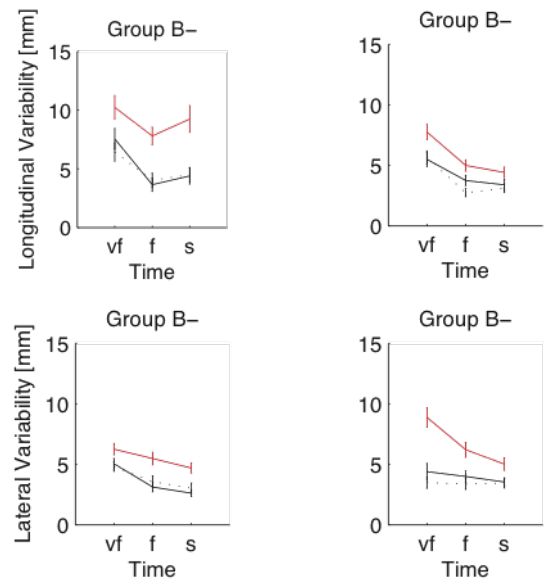 Group B–
Longitudinal Variability [mm]
15
10
5
0
vf f s
Time
Group B–
15
10
5
0
vf f s
Time
Group B–
Lateral Variability [mm]
15
10
5
0
vf f s
Time
Group B–
15
10
5
0
vf f s
Time